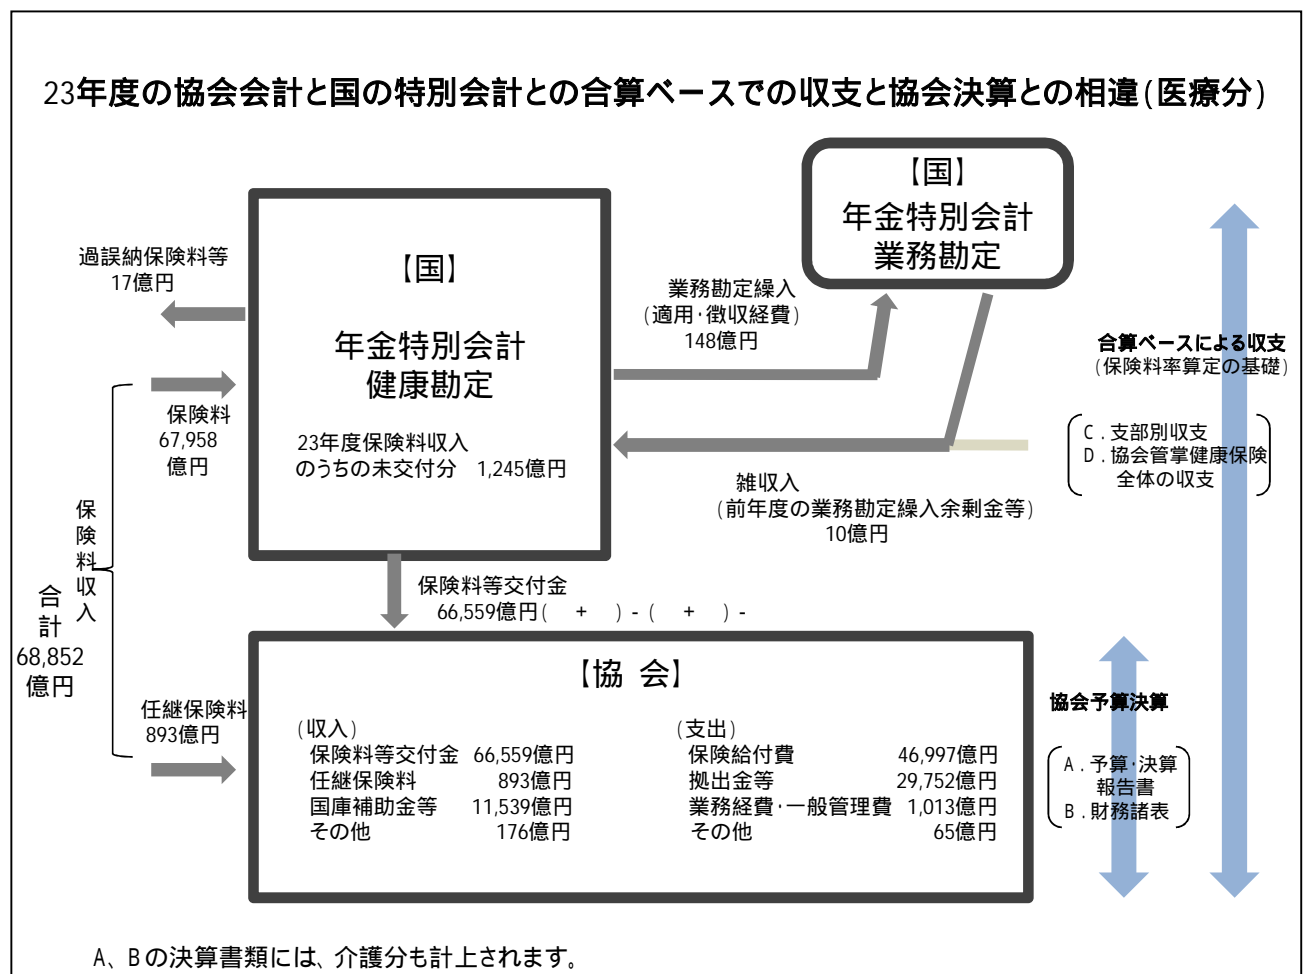 23年度の協会会計と国の特別会計との合算ベースでの収支と協会決算との相違(医療分)
【国】
年金特別会計
業務勘定
過誤納保険料等
17億円
【国】
年金特別会計
健康勘定
23年度保険料収入
のうちの未交付分 1,245億円
業務勘定繰入
(適用・徴収経費)
148億円
合算ベースによる収支
(保険料率算定の基礎)
保険料
67,958
億円
C．支部別収支
D．協会管掌健康保険
全体の収支
雑収入
(前年度の業務勘定繰入余剰金等)
10億円
保険料収入
合計
68,852
億円
保険料等交付金
66,559億円( + ) - ( + ) -
任継保険料
893億円
【協 会】
(収入)
保険料等交付金 66,559億円
任継保険料 893億円
国庫補助金等 11,539億円
その他 176億円
(支出)
保険給付費 46,997億円
拠出金等 29,752億円
業務経費・一般管理費 1,013億円
その他 65億円
協会予算決算
A．予算・決算
報告書
B．財務諸表
A、Bの決算書類には、介護分も計上されます。